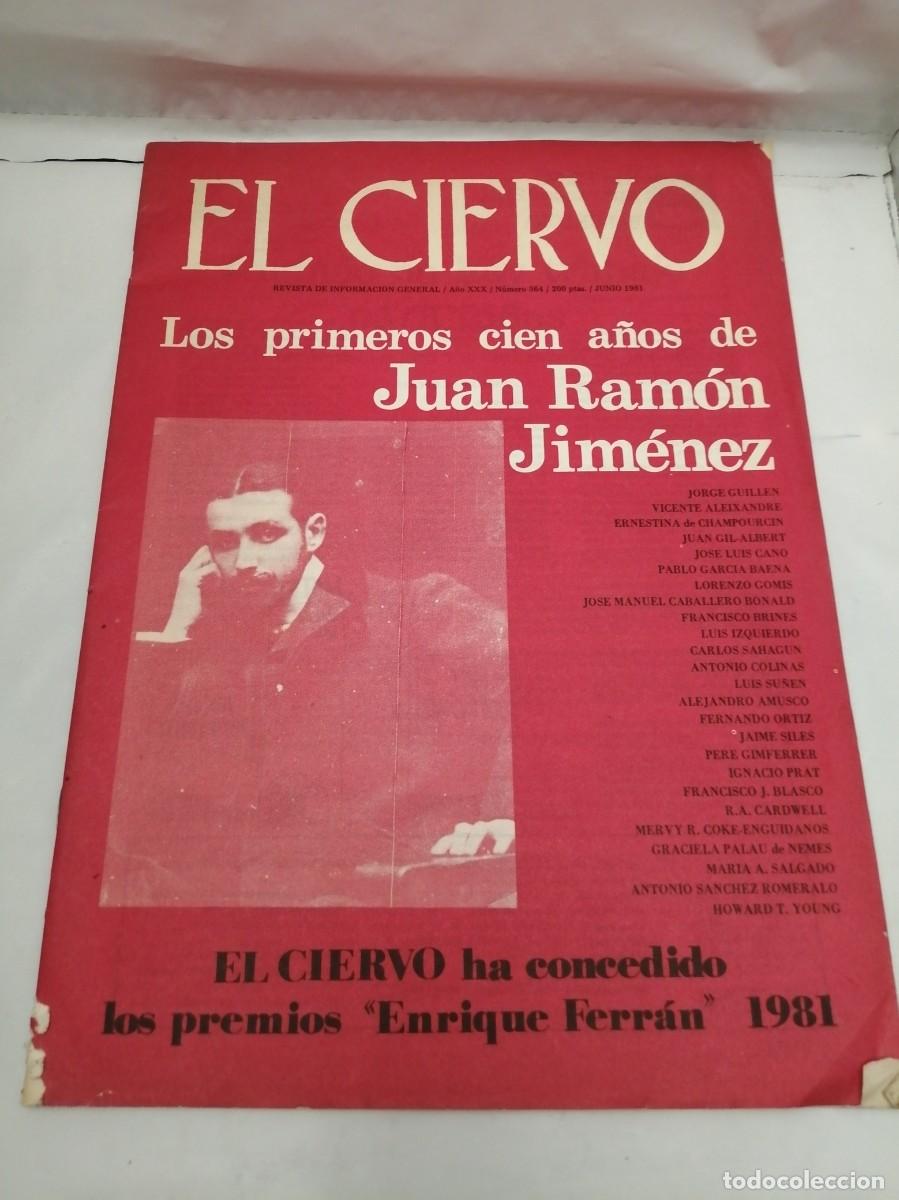 EL CIERVO
REVISTA DE INFORMACION GENERAL / Año XXX / Número 364 / 200 ptas. / JUNIO 1981
Los primeros cien años de
Juan Ramón
Jiménez
JORGE GUILLEN
VICENTE ALEIXANDRE
ERNESTINA de CHAMPOURCIN
JUAN GIL-ALBERT
JOSE LUIS CANO
PABLO GARCIA BAENA
LORENZO GOMIS
JOSE MANUEL CABALLERO BONALD
FRANCISCO BRINES
LUIS IZQUIERDO
CARLOS SAHAGUN
ANTONIO COLINAS
LUIS SUÑEN
ALEJANDRO AMUSCO
FERNANDO ORTIZ
JAIME SILES
PERE GIMFERRER
IGNACIO PRAT
FRANCISCO J. BLASCO
R.A. CARDWELL
MERVY R. COKE-ENGUIDANOS
GRACIELA PALAU de NEMES
MARIA A. SALGADO
ANTONIO SANCHEZ ROMERALO
HOWARD T. YOUNG
EL CIERVO ha concedido
los premios "Enrique Ferrán" 1981
todocoleccion